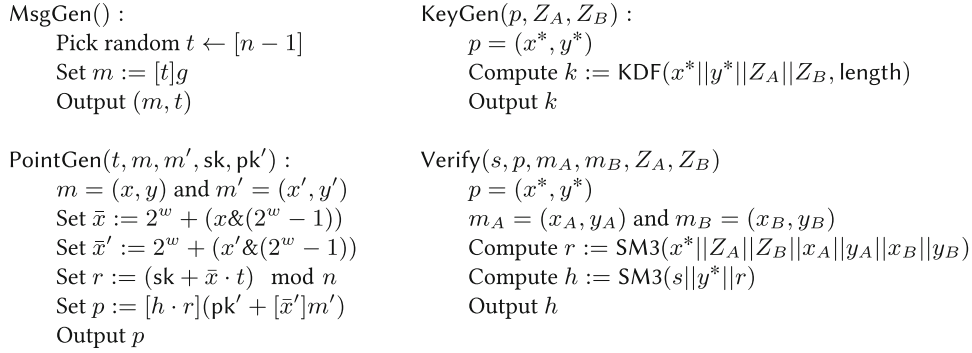 MsgGen() :
Pick random t ← [n − 1]
Set m := [t]g
Output (m, t)
PointGen(t, m, m′, sk, pk′) :
m = (x, y) and m′ = (x′, y′)
Set x̄ := 2^w + (x&(2^w − 1))
Set x̄′ := 2^w + (x′&(2^w − 1))
Set r := (sk + x̄ · t) mod n
Set p := [h · r](pk′ + [x̄′]m′)
Output p
KeyGen(p, Z_A, Z_B) :
p = (x*, y*)
Compute k := KDF(x*||y*||Z_A||Z_B, length)
Output k
Verify(s, p, m_A, m_B, Z_A, Z_B)
p = (x*, y*)
m_A = (x_A, y_A) and m_B = (x_B, y_B)
Compute r := SM3(x*||Z_A||Z_B||x_A||y_A||x_B||y_B)
Compute h := SM3(s||y*||r)
Output h